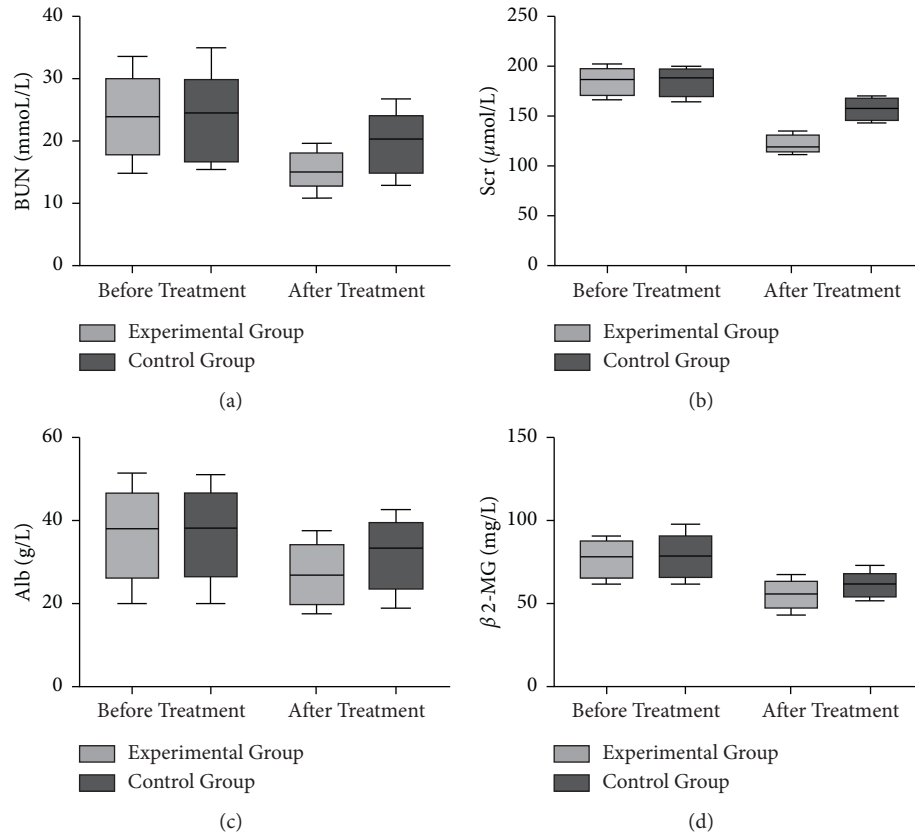 40
30
20
10
0
BUN (mmoL/L)
Before Treatment
After Treatment
Experimental Group
Control Group
(a)
250
200
150
100
50
0
Scr (μmol/L)
Before Treatment
After Treatment
Experimental Group
Control Group
(b)
60
40
20
0
Alb (g/L)
Before Treatment
After Treatment
Experimental Group
Control Group
(c)
150
100
50
0
β 2-MG (mg/L)
Before Treatment
After Treatment
Experimental Group
Control Group
(d)